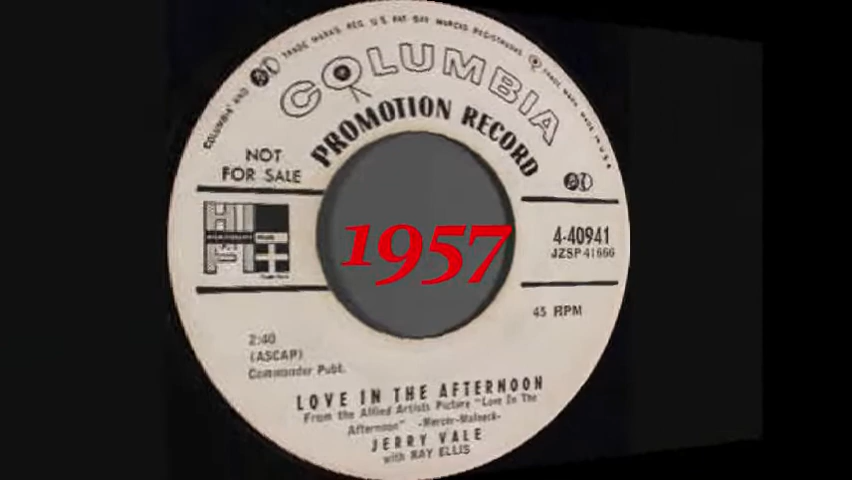 COLUMBIA
PROMOTION RECORD
NOT
FOR SALE
4-40941
JZSP 41666
1957
45 RPM
2:40
(ASCAP)
Commander Publ.
LOVE IN THE AFTERNOON
From the Allied Artists Picture "Love In The
Afternoon" -Mercer-Malneck-
JERRY VALE
with RAY ELLIS